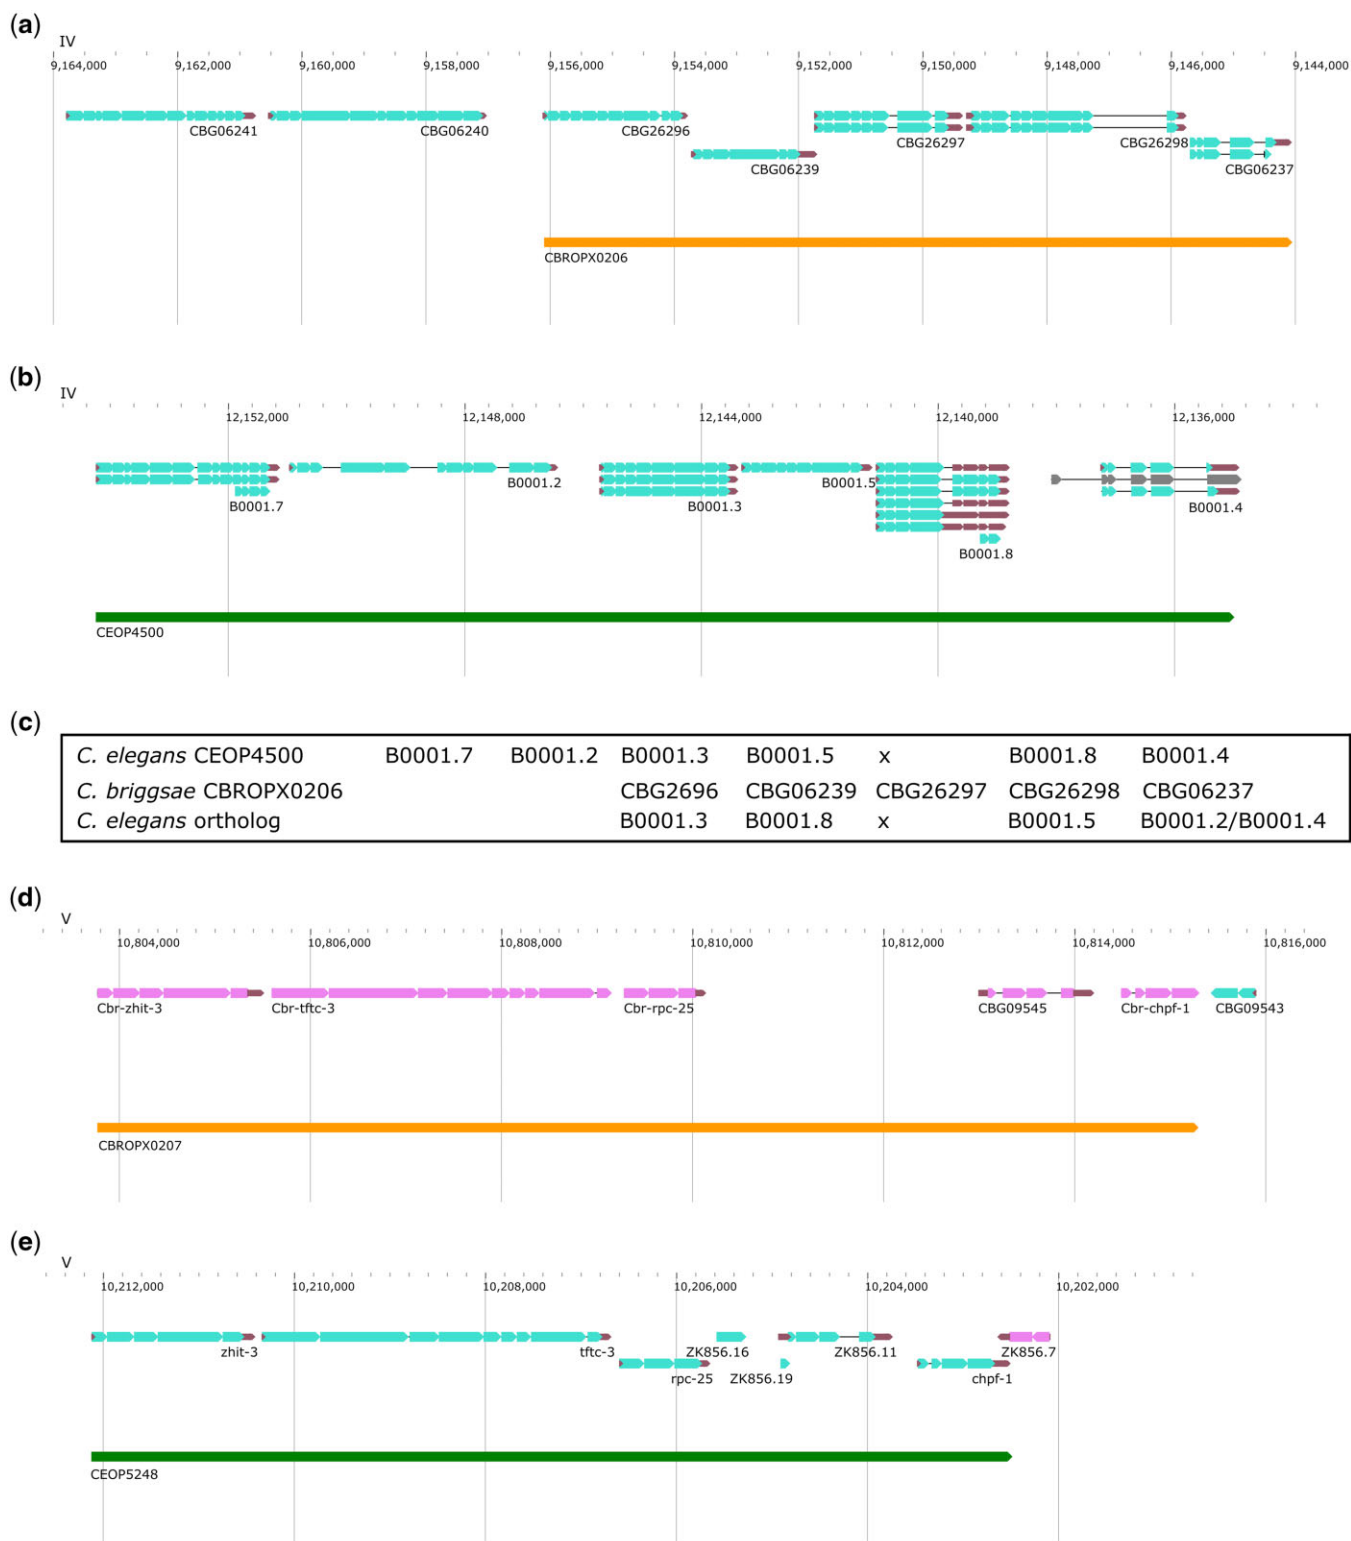 (a)
IV
9,164,000 9,162,000 9,160,000 9,158,000 9,156,000 9,154,000 9,152,000 9,150,000 9,148,000 9,146,000 9,144,000
CBG06241 CBG06240 CBG26296 CBG26297 CBG26298
CBG06239 CBG06237
CBROPX0206
(b)
IV
12,152,000 12,148,000 12,144,000 12,140,000 12,136,000
B0001.7 B0001.2 B0001.3 B0001.5 B0001.4
B0001.8
CEOP4500
(c)
C. elegans CEOP4500 B0001.7 B0001.2 B0001.3 B0001.5 x B0001.8 B0001.4
C. briggsae CBROPX0206 CBG2696 CBG06239 CBG26297 CBG26298 CBG06237
C. elegans ortholog B0001.3 B0001.8 x B0001.5 B0001.2/B0001.4
(d)
V
10,804,000 10,806,000 10,808,000 10,810,000 10,812,000 10,814,000 10,816,000
Cbr-zhit-3 Cbr-tftc-3 Cbr-rpc-25 CBG09545 Cbr-chpf-1 CBG09543
CBROPX0207
(e)
V
10,212,000 10,210,000 10,208,000 10,206,000 10,204,000 10,202,000
zhit-3 tftc-3 ZK856.16 ZK856.11 ZK856.7
rpc-25 ZK856.19 chpf-1
CEOP5248